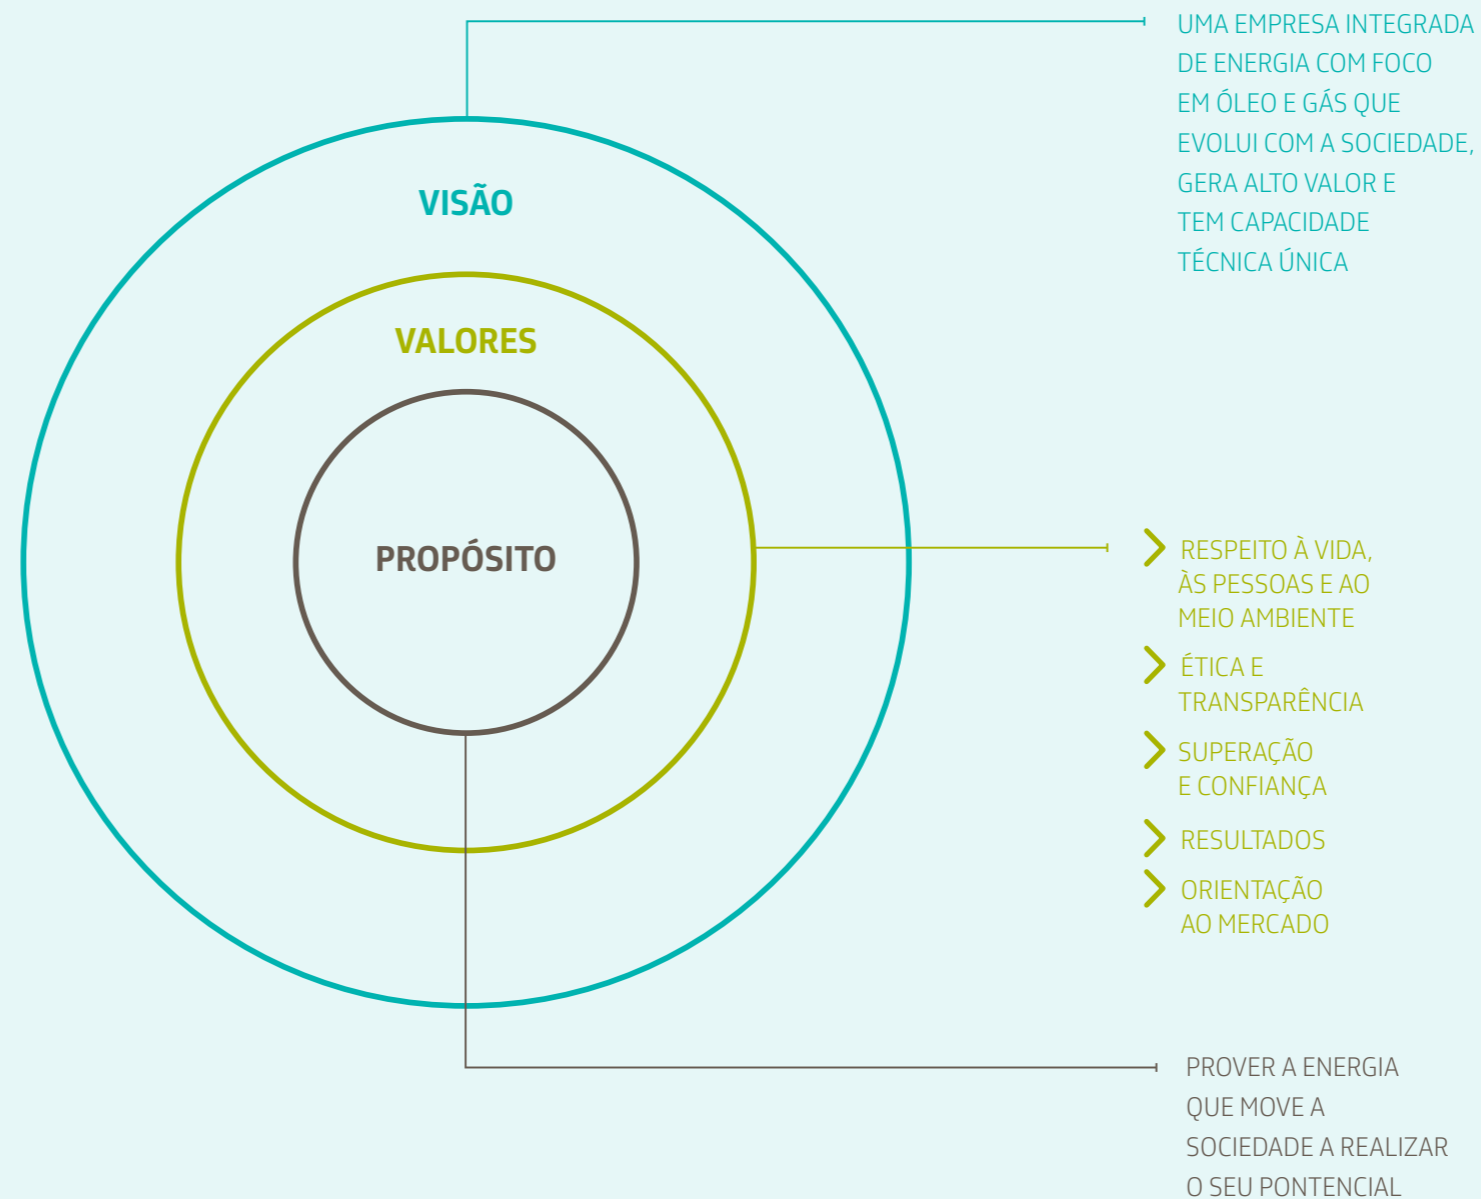 UMA EMPRESA INTEGRADA
DE ENERGIA COM FOCO
EM ÓLEO E GÁS QUE
EVOLUI COM A SOCIEDADE,
GERA ALTO VALOR E
TEM CAPACIDADE
TÉCNICA ÚNICA
VISÃO
VALORES
PROPÓSITO
RESPEITO À VIDA,
ÀS PESSOAS E AO
MEIO AMBIENTE
ÉTICA E
TRANSPARÊNCIA
SUPERAÇÃO
E CONFIANÇA
RESULTADOS
ORIENTAÇÃO
AO MERCADO
PROVER A ENERGIA
QUE MOVE A
SOCIEDADE A REALIZAR
O SEU PONTENCIAL